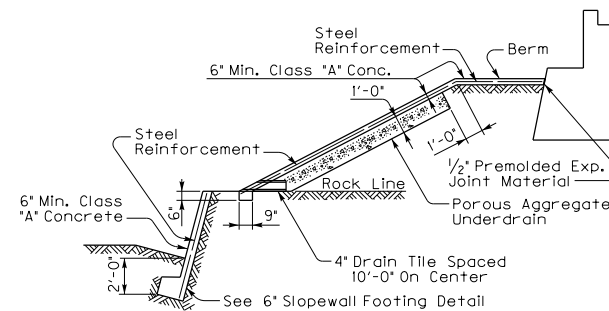 Steel
Reinforcement
Berm
6" Min. Class "A" Conc.
1'-0"
Steel
Reinforcement
1'-0"
1/2" Premolded Exp.
Joint Material
Rock Line
Porous Aggregate
Underdrain
6" Min. Class
"A" Concrete
6"
9"
4" Drain Tile Spaced
10'-0" On Center
2'-0"
See 6" Slopewall Footing Detail